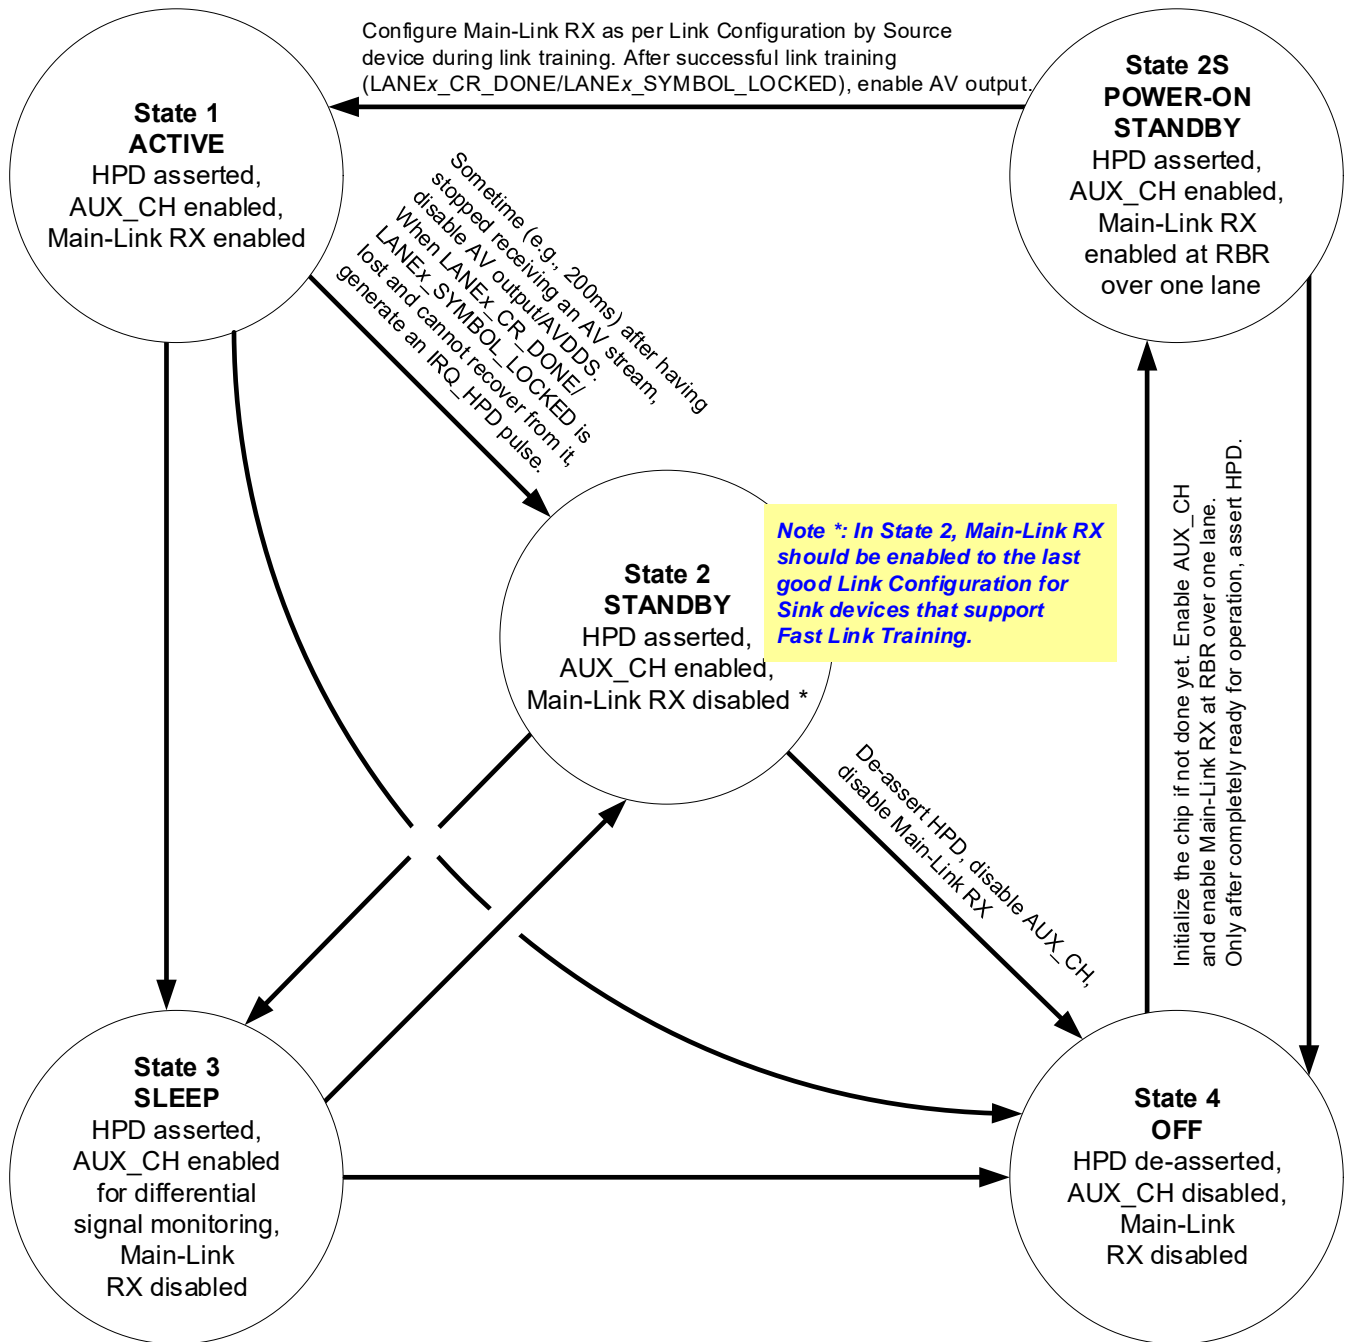 Configure Main-Link RX as per Link Configuration by Source
device during link training. After successful link training
(LANEx_CR_DONE/LANEx_SYMBOL_LOCKED), enable AV output.
State 1
ACTIVE
HPD asserted,
AUX_CH enabled,
Main-Link RX enabled
State 2S
POWER-ON
STANDBY
HPD asserted,
AUX_CH enabled,
Main-Link RX
enabled at RBR
over one lane
Sometime (e.g., 200ms) after having
stopped receiving an AV stream,
disable AV output/AVDDS.
When LANEx_CR_DONE/
LANEx_SYMBOL_LOCKED is
lost and cannot recover from it,
generate an IRQ_HPD pulse.
State 2
STANDBY
HPD asserted,
AUX_CH enabled,
Main-Link RX disabled *
Note *: In State 2, Main-Link RX
should be enabled to the last
good Link Configuration for
Sink devices that support
Fast Link Training.
De-assert HPD, disable AUX_CH,
disable Main-Link RX
Initialize the chip if not done yet. Enable AUX_CH
and enable Main-Link RX at RBR over one lane.
Only after completely ready for operation, assert HPD.
State 3
SLEEP
HPD asserted,
AUX_CH enabled
for differential
signal monitoring,
Main-Link
RX disabled
State 4
OFF
HPD de-asserted,
AUX_CH disabled,
Main-Link
RX disabled